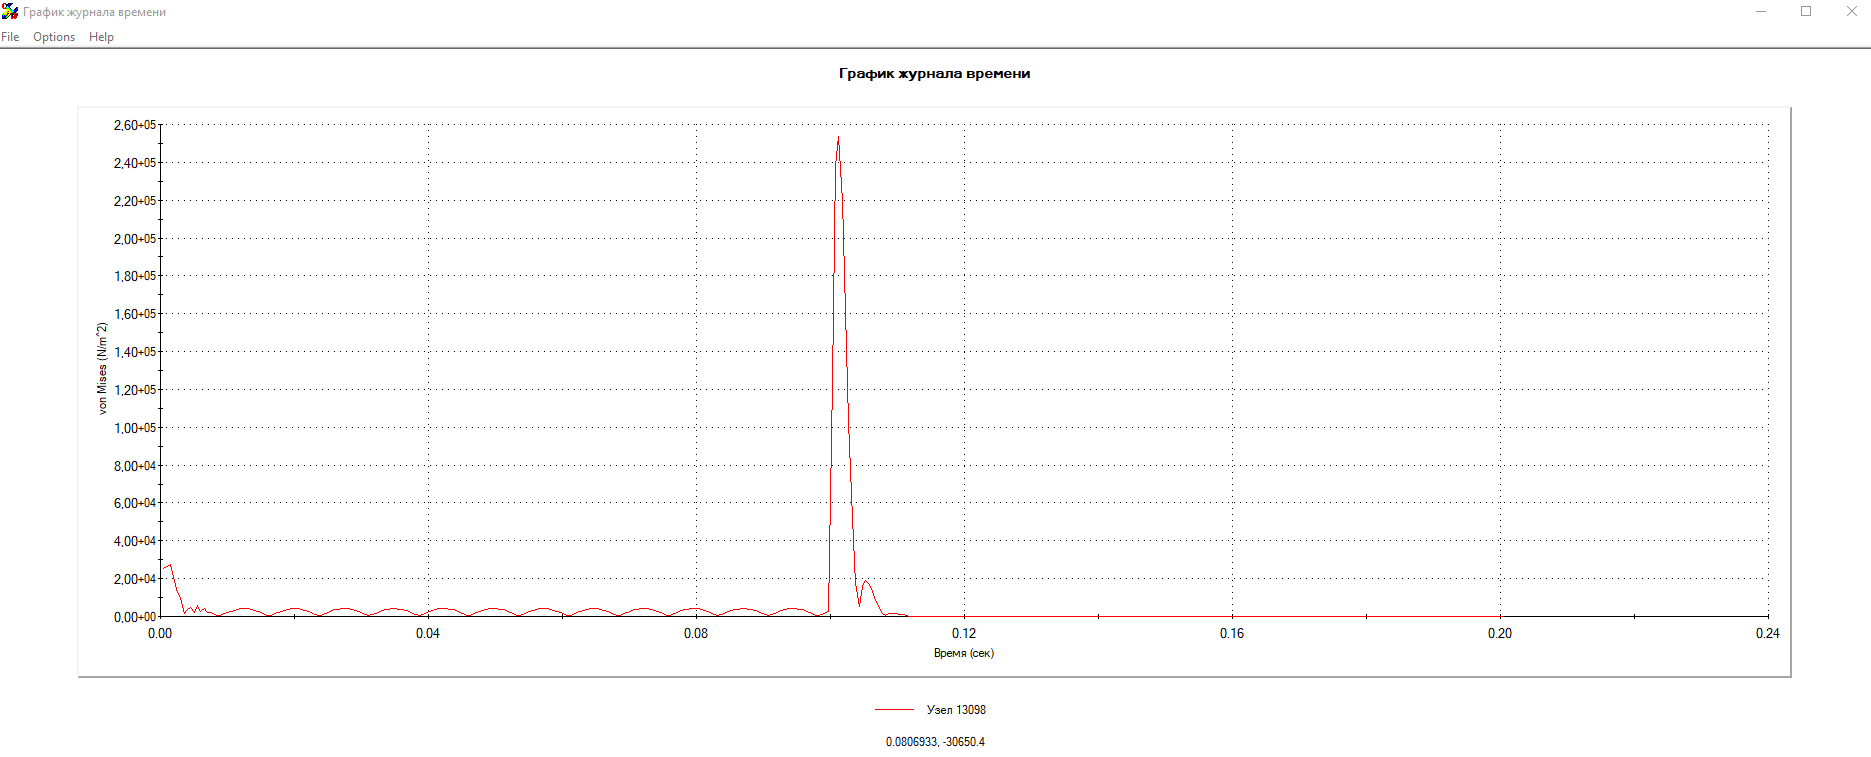 График журнала времени
File Options Help
График журнала времени
2,60+05
2,40+05
2,20+05
2,00+05
1,80+05
1,60+05
1,40+05
1,20+05
1,00+05
8,00+04
6,00+04
4,00+04
2,00+04
0,00+00
von Mises (N/m^2)
0.00 0.04 0.08 0.12 0.16 0.20 0.24
Время (сек)
Узел 13098
0.0806933, -30650.4